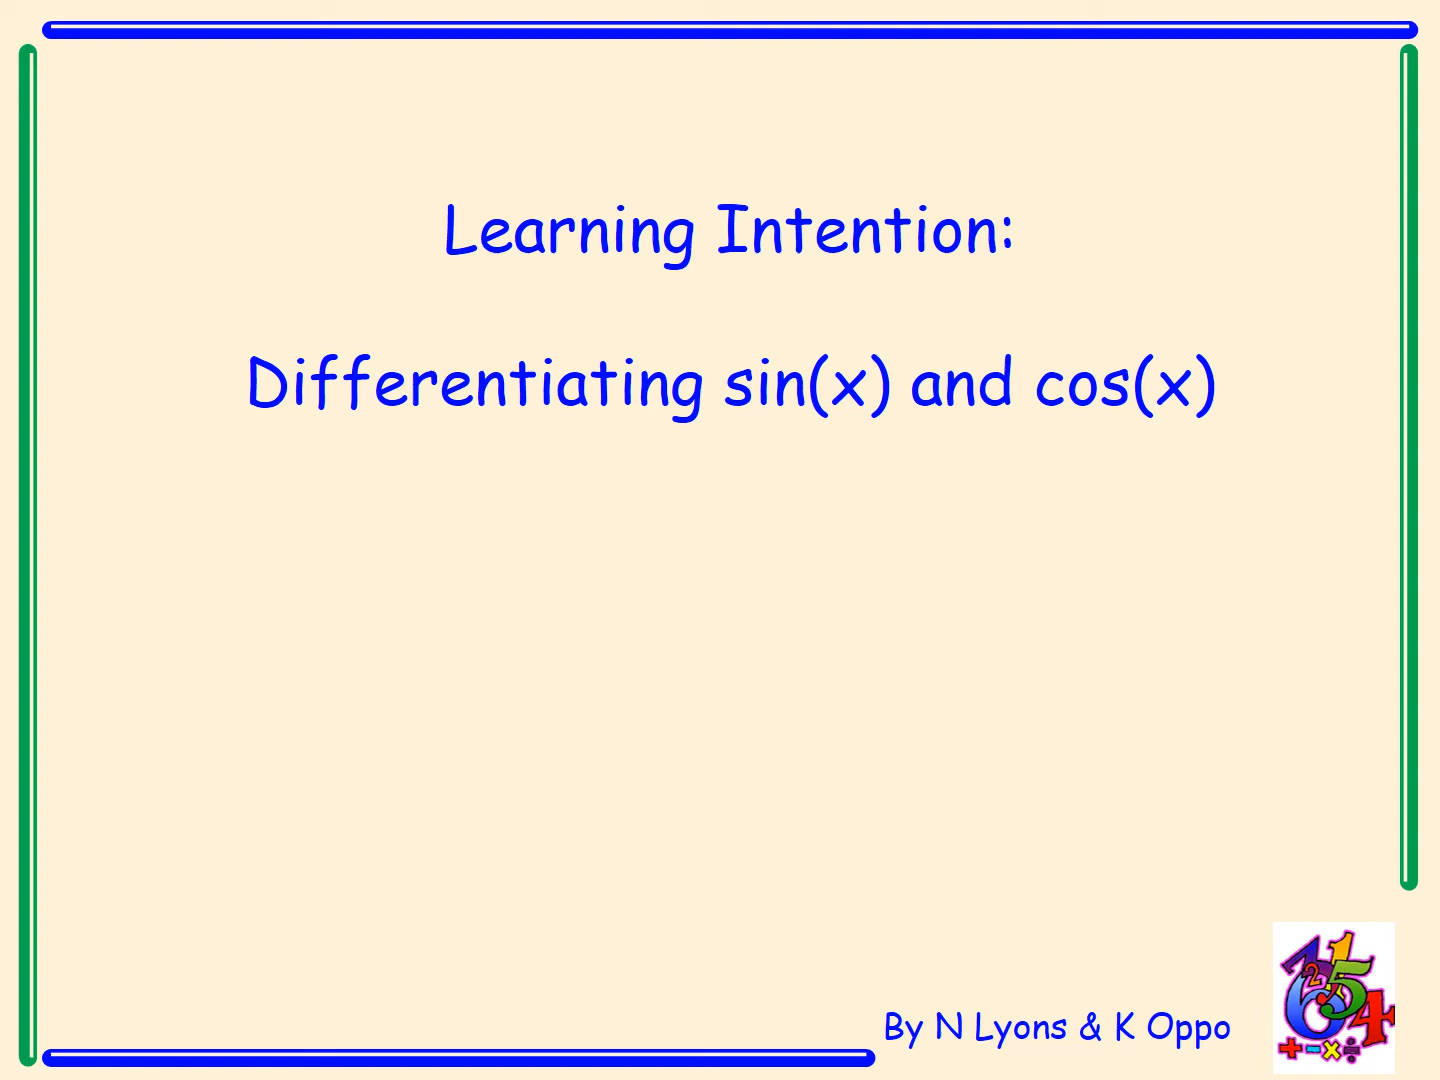 Learning Intention:
Differentiating sin(x) and cos(x)
By N Lyons & K Oppo